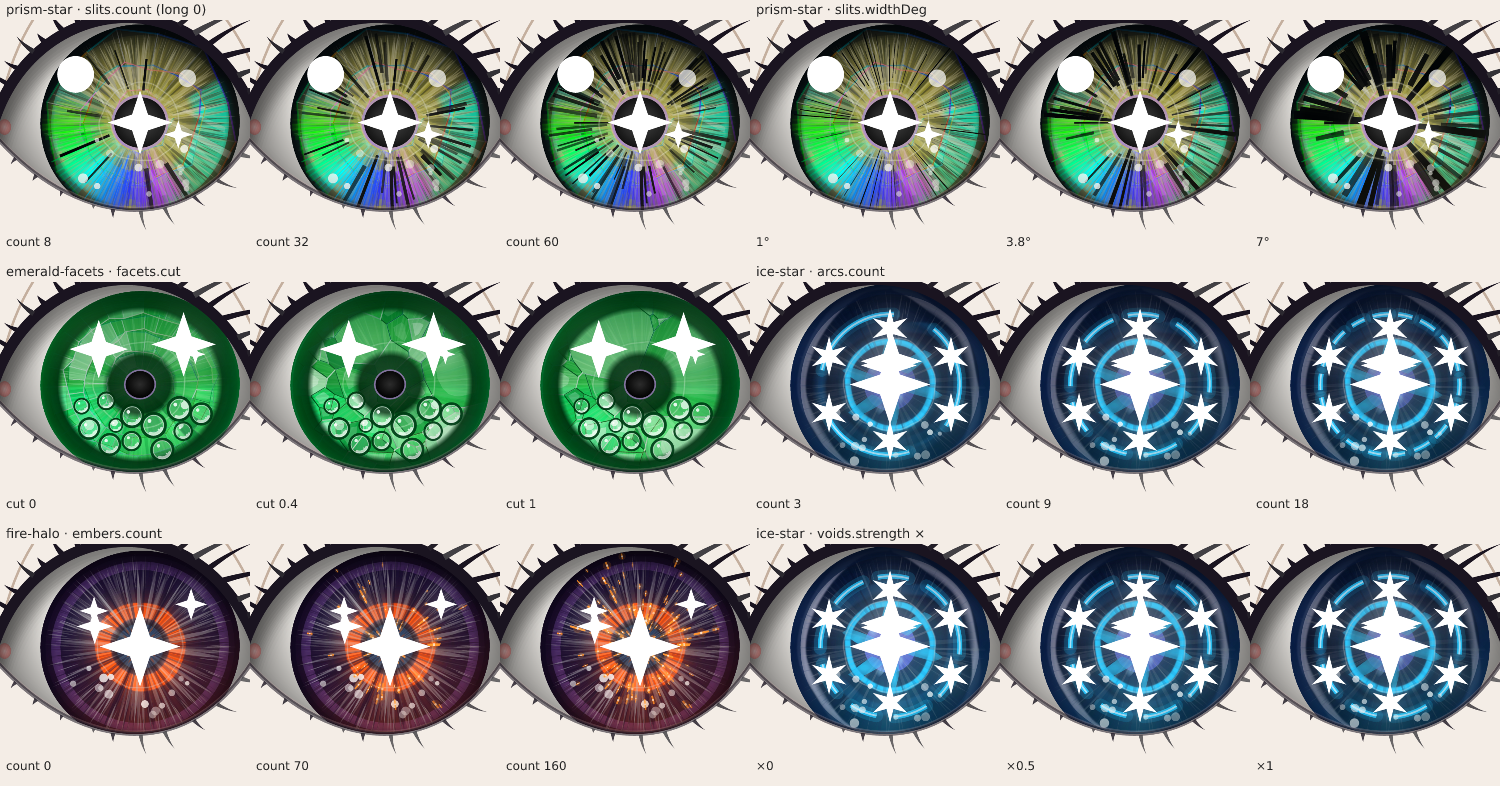 prism-star · slits.count (long 0)
prism-star · slits.widthDeg
count 8
count 32
count 60
1°
3.8°
7°
emerald-facets · facets.cut
ice-star · arcs.count
cut 0
cut 0.4
cut 1
count 3
count 9
count 18
fire-halo · embers.count
ice-star · voids.strength ×
count 0
count 70
count 160
×0
×0.5
×1